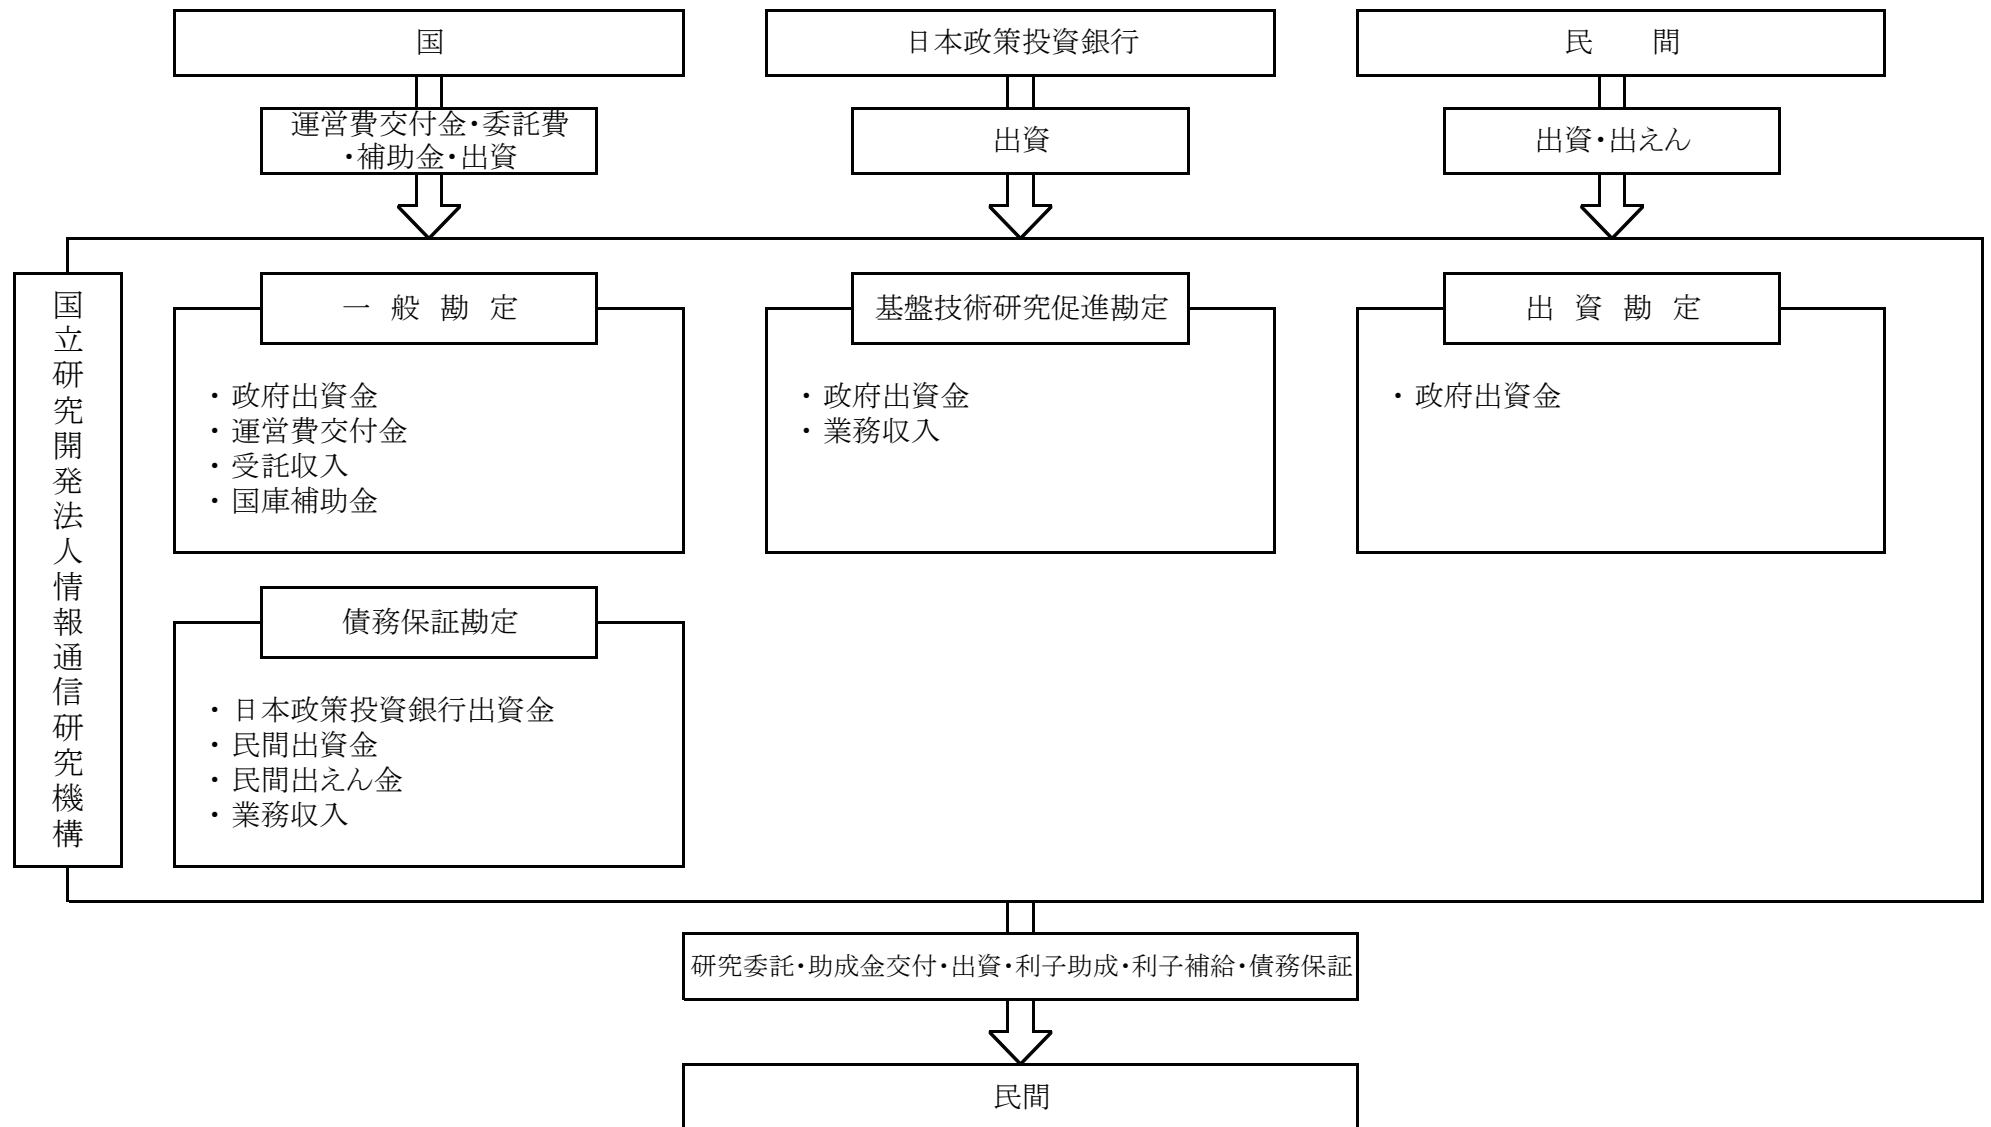 国
日本政策投資銀行
民　間
運営費交付金・委託費
・補助金・出資
出資
出資・出えん
国立研究開発法人情報通信研究機構
一般勘定
・政府出資金
・運営費交付金
・受託収入
・国庫補助金
基盤技術研究促進勘定
・政府出資金
・業務収入
出資勘定
・政府出資金
債務保証勘定
・日本政策投資銀行出資金
・民間出資金
・民間出えん金
・業務収入
研究委託・助成金交付・出資・利子助成・利子補給・債務保証
民間